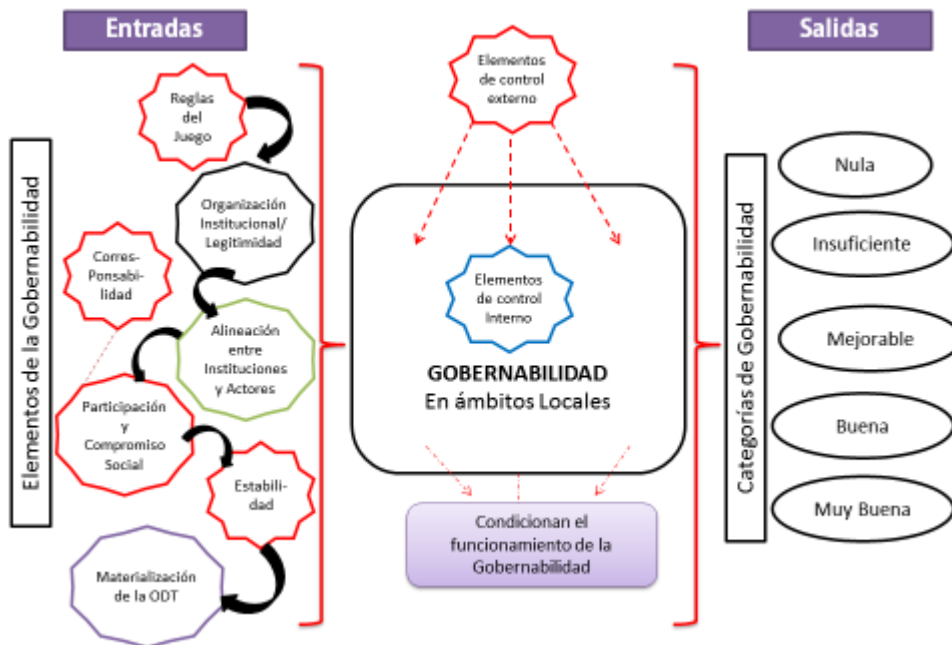 Entradas
Salidas
Elementos de la Gobernabilidad
Reglas
del
Juego
Organización
Institucional/
Legitimidad
Corres-
Ponsabi-
lidad
Alineación
entre
Instituciones
y Actores
Participación
y
Compromiso
Social
Estabili-
dad
Materialización
de la ODT
Elementos
de control
externo
Elementos
de control
Interno
GOBERNABILIDAD
En ámbitos Locales
Condicionan el
funcionamiento de la
Gobernabilidad
Categorías de Gobernabilidad
Nula
Insuficiente
Mejorable
Buena
Muy Buena